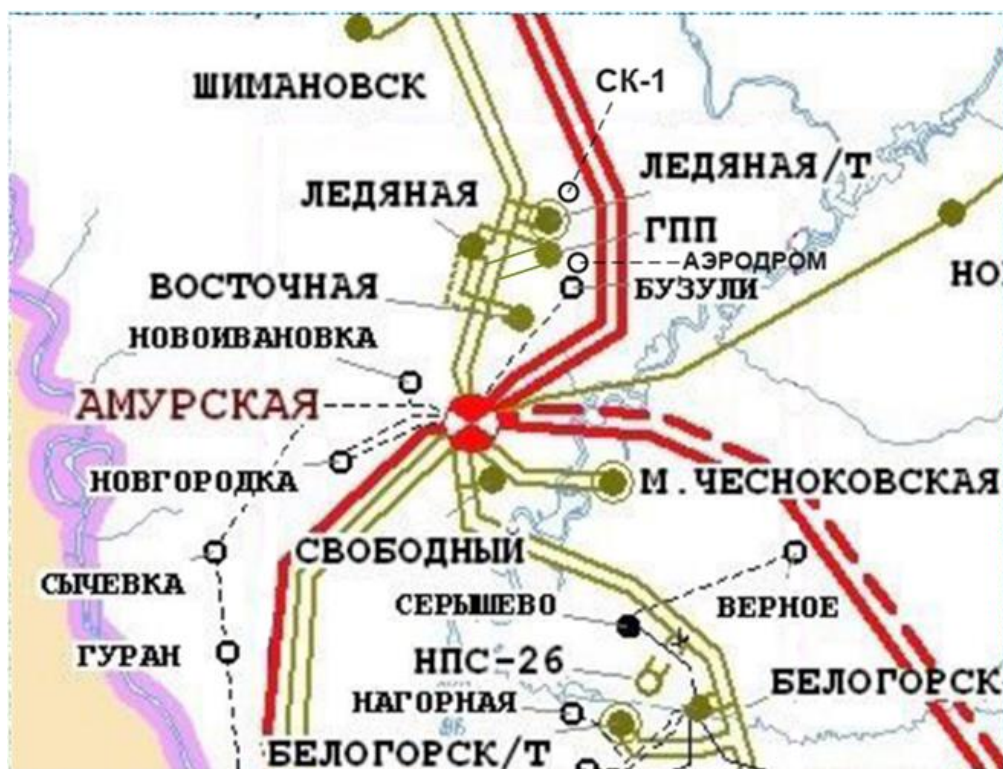 ШИМАНОВСК
СК-1
ЛЕДЯНАЯ/Т
ЛЕДЯНАЯ
ГПП
АЭРОДРОМ
ВОСТОЧНАЯ
БУЗУЛИ
НО
НОВОИВАНОВКА
АМУРСКАЯ
НОВГОРОДКА
М.ЧЕСНОКОВСКАЯ
СВОБОДНЫЙ
СЫЧЕВКА
СЕРЫШЕВО
ВЕРНОЕ
ГУРАН
НПС-26
БЕЛОГОРСК
НАГОРНАЯ
БЕЛОГОРСК/Т